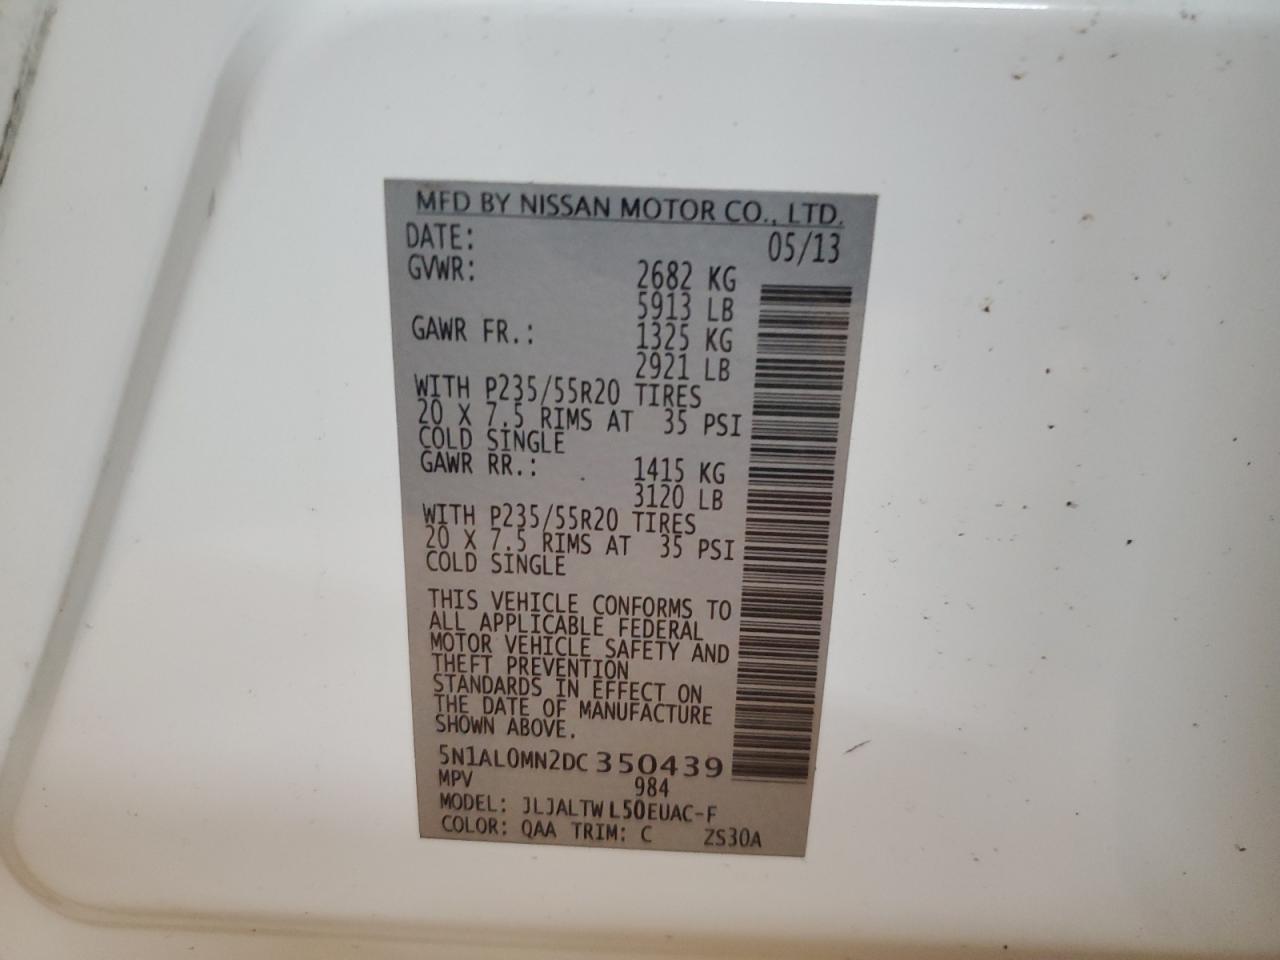 MFD BY NISSAN MOTOR CO., LTD.
DATE: 05/13
GVWR: 2682 KG
5913 LB
GAWR FR.: 1325 KG
2921 LB
WITH P235/55R20 TIRES
20 X 7.5 RIMS AT 35 PSI
COLD SINGLE
GAWR RR.: 1415 KG
3120 LB
WITH P235/55R20 TIRES
20 X 7.5 RIMS AT 35 PSI
COLD SINGLE
THIS VEHICLE CONFORMS TO
ALL APPLICABLE FEDERAL
MOTOR VEHICLE SAFETY AND
THEFT PREVENTION
STANDARDS IN EFFECT ON
THE DATE OF MANUFACTURE
SHOWN ABOVE.
5N1AL0MN2DC 350439
MPV 984
MODEL: JLJALTW L50EUAC-F
COLOR: QAA TRIM: C ZS30A